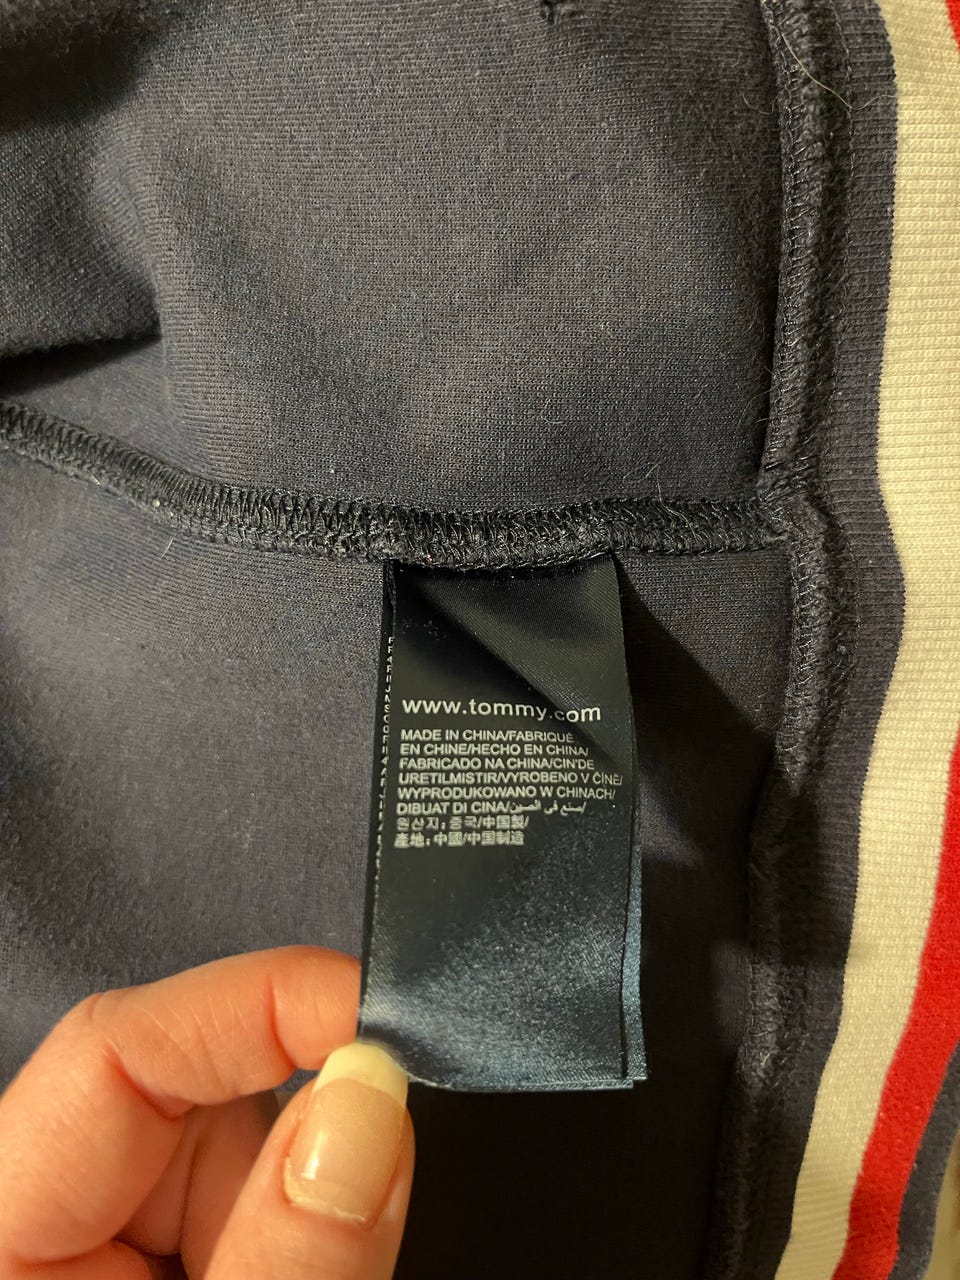 www.tommy.com
MADE IN CHINA/FABRIQUÉ
EN CHINE/HECHO EN CHINA/
FABRICADO NA CHINA/CIN'DE
URETILMISTIR/VYROBENO V ČÍNĚ/
WYPRODUKOWANO W CHINACH/
DIBUAT DI CINA/صنع في الصين/
원산지: 중국/中国製/
產地: 中國/中国制造